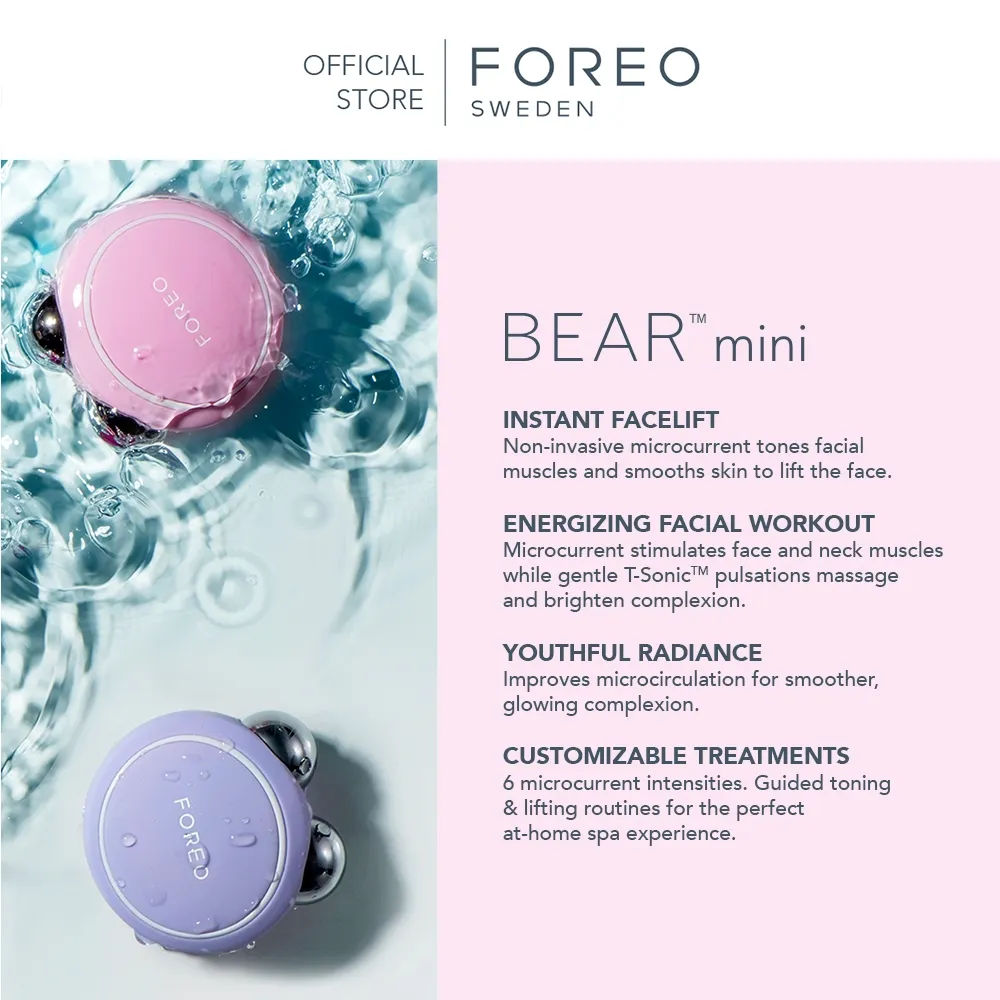 OFFICIAL
STORE
FOREO
SWEDEN
FOREO
BEAR™ mini
INSTANT FACELIFT
Non-invasive microcurrent tones facial
muscles and smooths skin to lift the face.
ENERGIZING FACIAL WORKOUT
Microcurrent stimulates face and neck muscles
while gentle T-Sonic™ pulsations massage
and brighten complexion.
YOUTHFUL RADIANCE
Improves microcirculation for smoother,
glowing complexion.
CUSTOMIZABLE TREATMENTS
6 microcurrent intensities. Guided toning
& lifting routines for the perfect
at-home spa experience.
FOREO